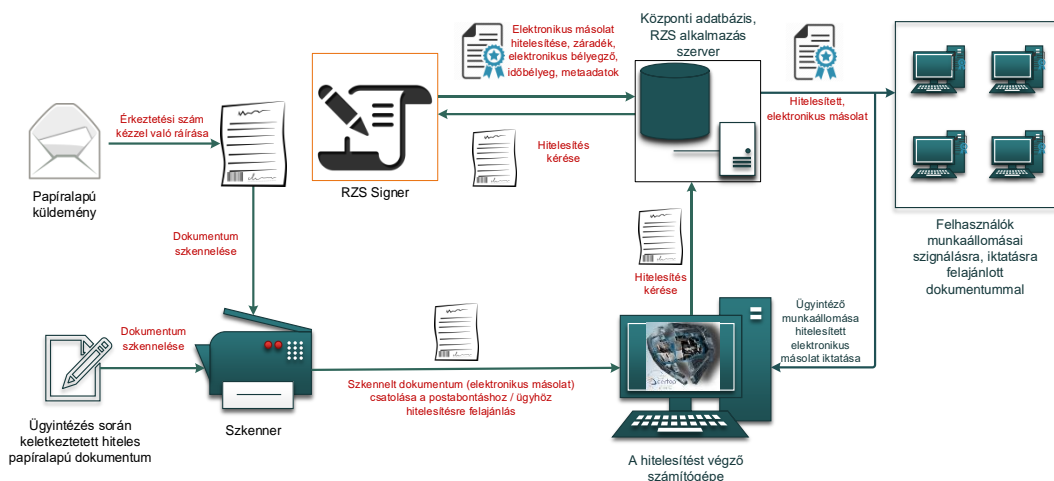 Elektronikus másolat
hitelesítése, záradék,
elektronikus bélyegző,
időbélyeg, metaadatok
Központi adatbázis,
RZS alkalmazás
szerver
Érkeztetési szám
kézzel való ráírása
Hitelesített,
elektronikus másolat
Hitelesítés
kérése
Papíralapú
küldemény
RZS Signer
Felhasználók
munkaállomásai
szignálásra, iktatásra
felajánlott
dokumentummal
Dokumentum
szkennelése
Hitelesítés
kérése
Ügyintéző
munkaállomása
hitelesített
elektronikus
másolat iktatása
Dokumentum
szkennelése
Szkennelt dokumentum (elektronikus másolat)
csatolása a postabontáshoz / ügyhöz
hitelesítésre felajánlás
Ügyintézés során
keletkeztetett hiteles
papíralapú dokumentum
Szkenner
A hitelesítést végző
számítógépe